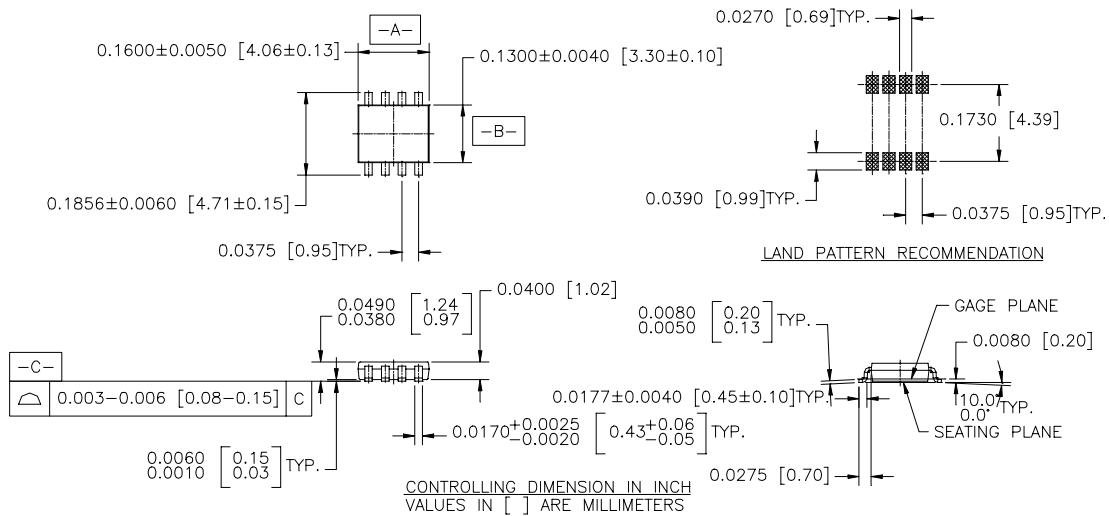 -A-
0.1600±0.0050 [4.06±0.13]
0.1300±0.0040 [3.30±0.10]
-B-
0.1856±0.0060 [4.71±0.15]
0.0375 [0.95]TYP.
0.0270 [0.69]TYP.
0.1730 [4.39]
0.0390 [0.99]TYP.
0.0375 [0.95]TYP.
LAND PATTERN RECOMMENDATION
0.0490 [1.24
0.0380 0.97]
0.0400 [1.02]
-C-
0.003-0.006 [0.08-0.15] C
0.0060 [0.15
0.0010 0.03] TYP.
0.0170+0.0025 -0.0020 [0.43+0.06 -0.05] TYP.
0.0080 [0.20
0.0050 0.13] TYP.
GAGE PLANE
0.0080 [0.20]
0.0177±0.0040 [0.45±0.10]TYP.
10.0°
0.0° TYP.
SEATING PLANE
0.0275 [0.70]
CONTROLLING DIMENSION IN INCH
VALUES IN [ ] ARE MILLIMETERS